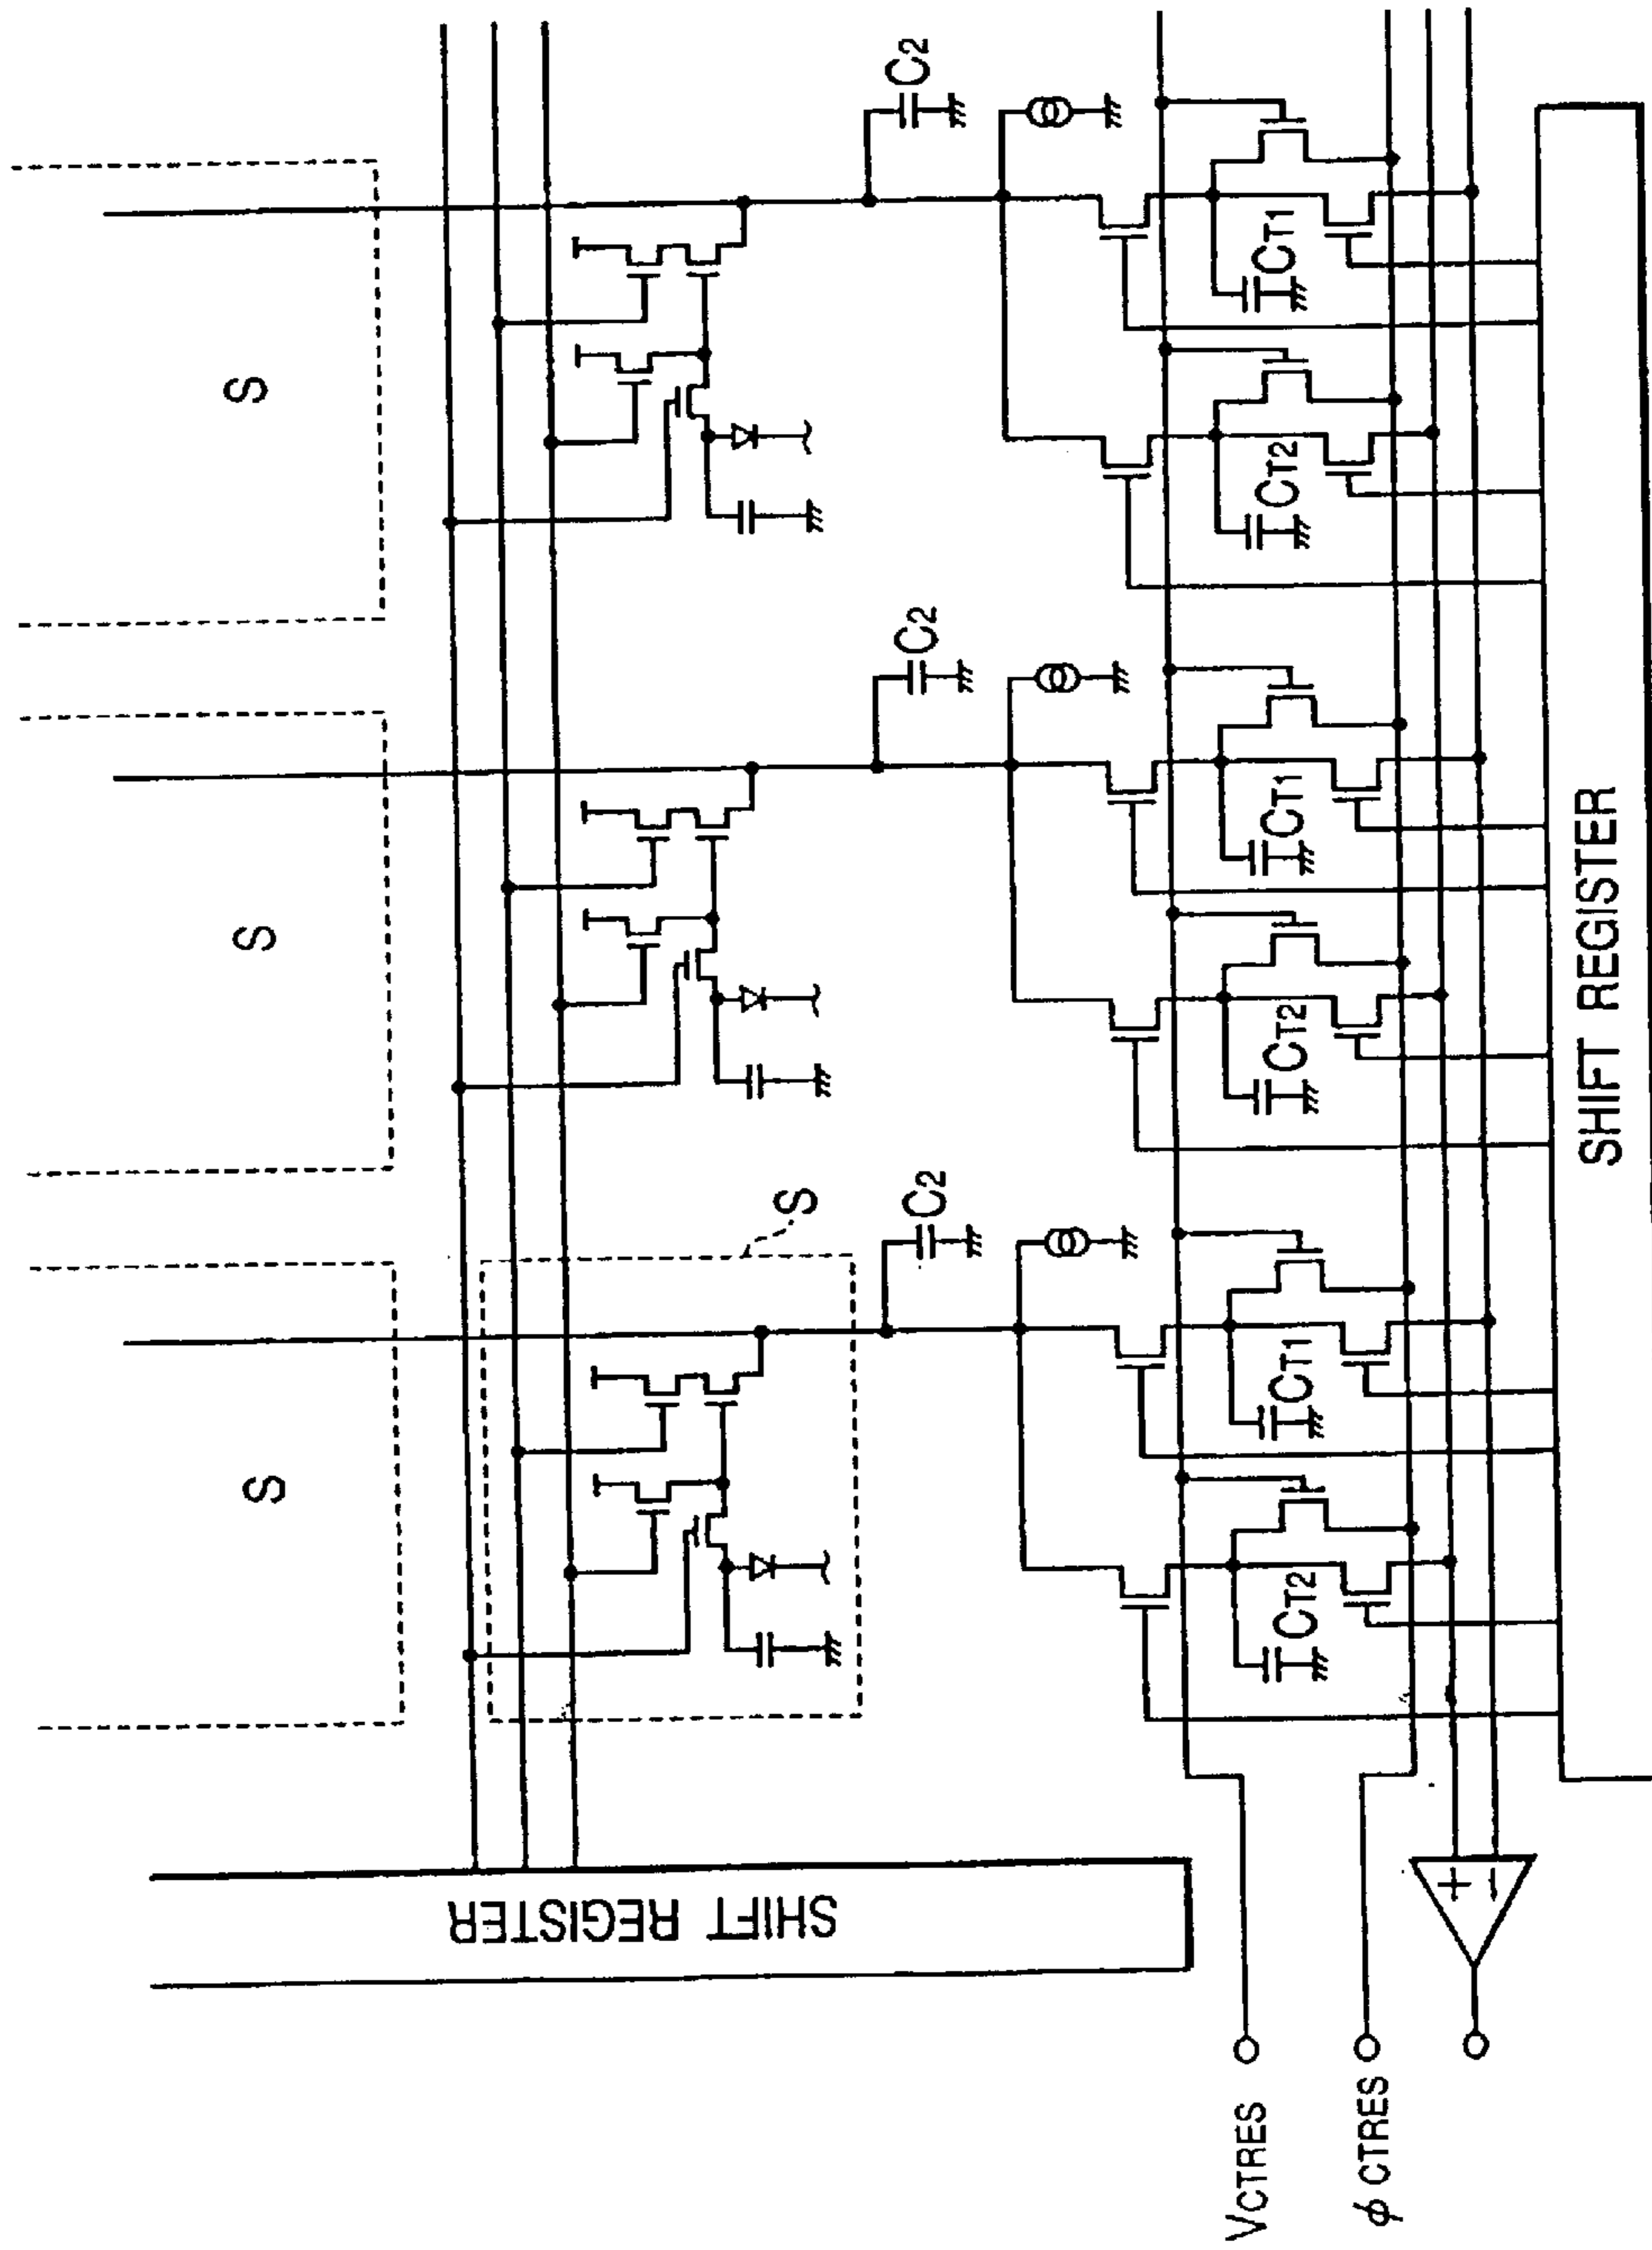 S
S
S
S
C2
C2
C2
CT2
CT1
CT2
CT1
CT2
CT1
SHIFT REGISTER
VCTRES
ϕ CTRES
+
−
SHIFT REGISTER